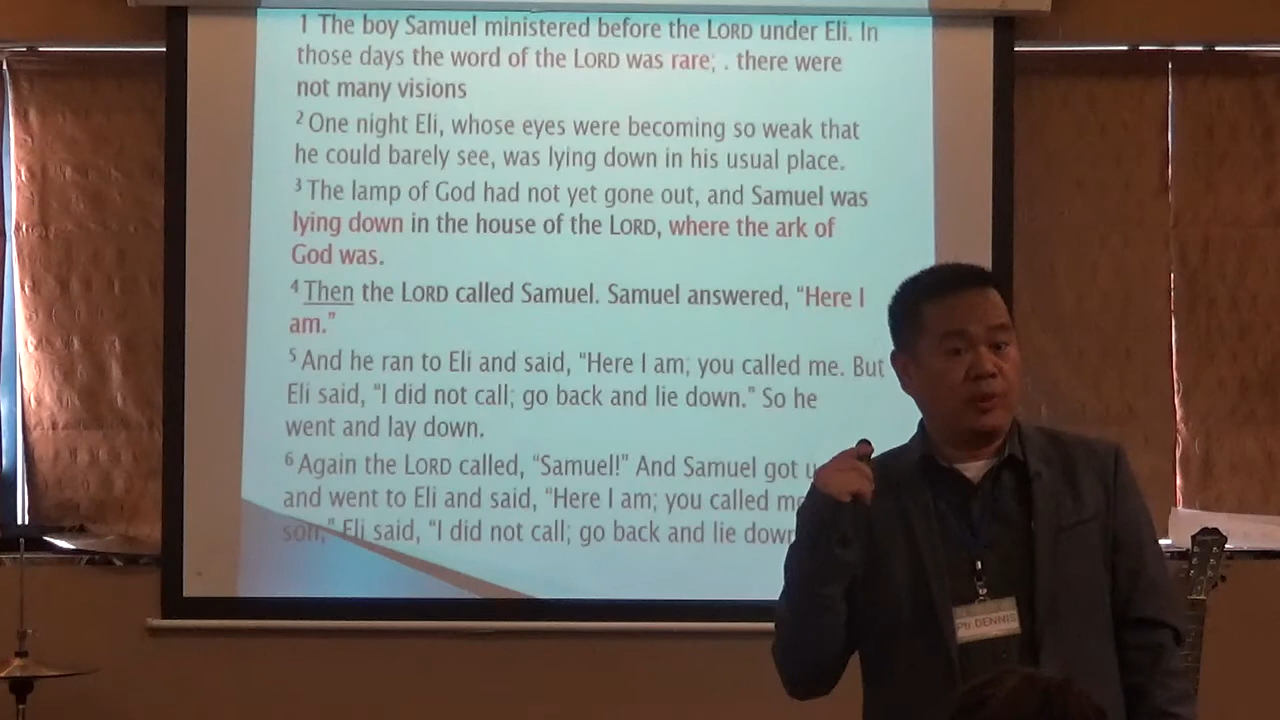 1 The boy Samuel ministered before the LORD under Eli. In
those days the word of the LORD was rare; . there were
not many visions
2 One night Eli, whose eyes were becoming so weak that
he could barely see, was lying down in his usual place.
3 The lamp of God had not yet gone out, and Samuel was
lying down in the house of the LORD, where the ark of
God was.
4 Then the LORD called Samuel. Samuel answered, “Here I
am.”
5 And he ran to Eli and said, “Here I am; you called me. But
Eli said, “I did not call; go back and lie down.” So he
went and lay down.
6 Again the LORD called, “Samuel!” And Samuel got
and went to Eli and said, “Here I am; you called
son,” Eli said, “I did not call; go back and lie
Ptr.DENNIS